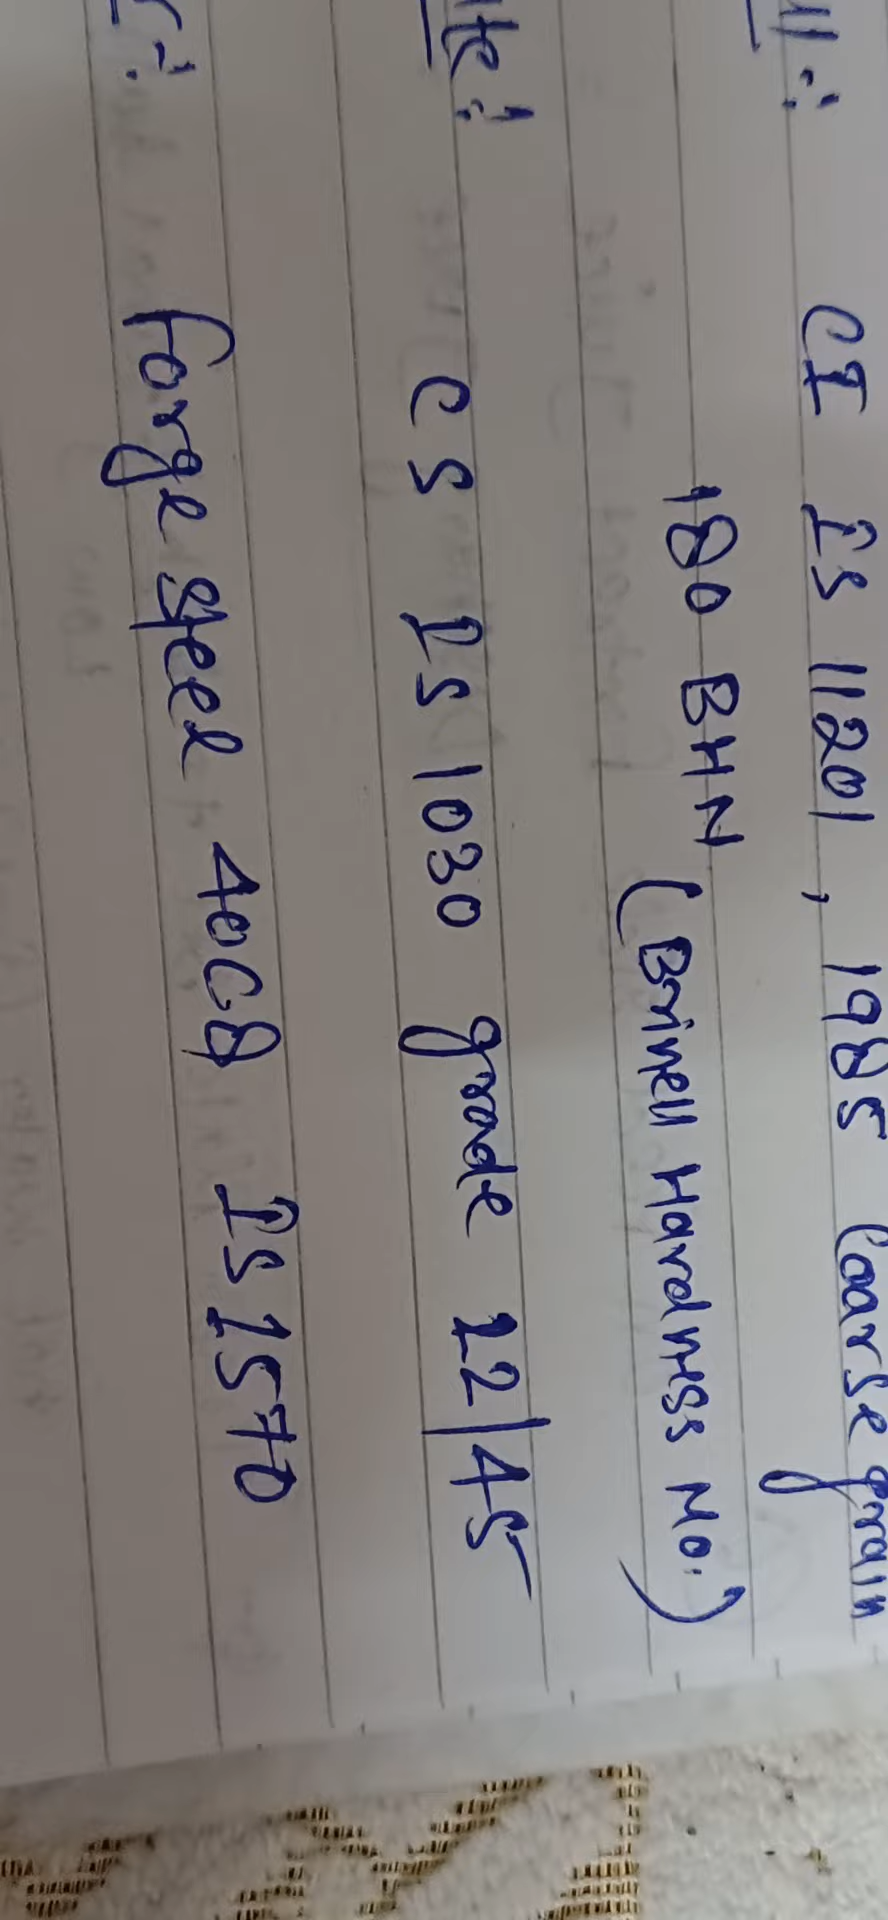 CI IS 11201, 1985 Coarse grain
180 BHN (Brinell Hardness No.)
CS IS 1030 grade 22|45
forge steel 40C8 IS 1570